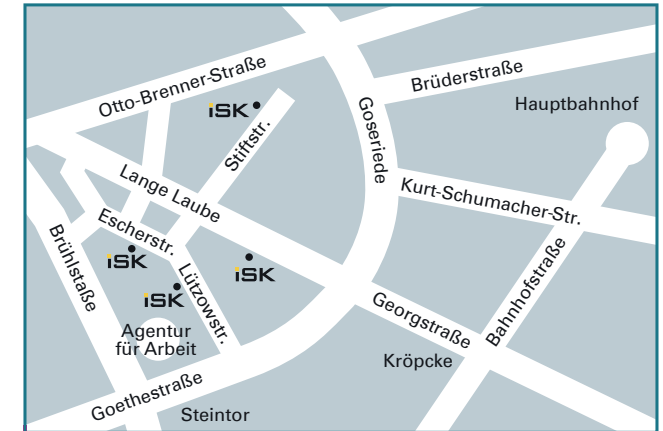 Otto-Brenner-Straße
Brüderstraße
Hauptbahnhof
iSK
Stiftstr.
Goseriede
Lange Laube
Kurt-Schumacher-Str.
Escherstr.
Brühlstaße
iSK
iSK
iSK
Lützowstr.
Bahnhofstraße
Georgstraße
Agentur
für Arbeit
Kröpcke
Goethestraße
Steintor